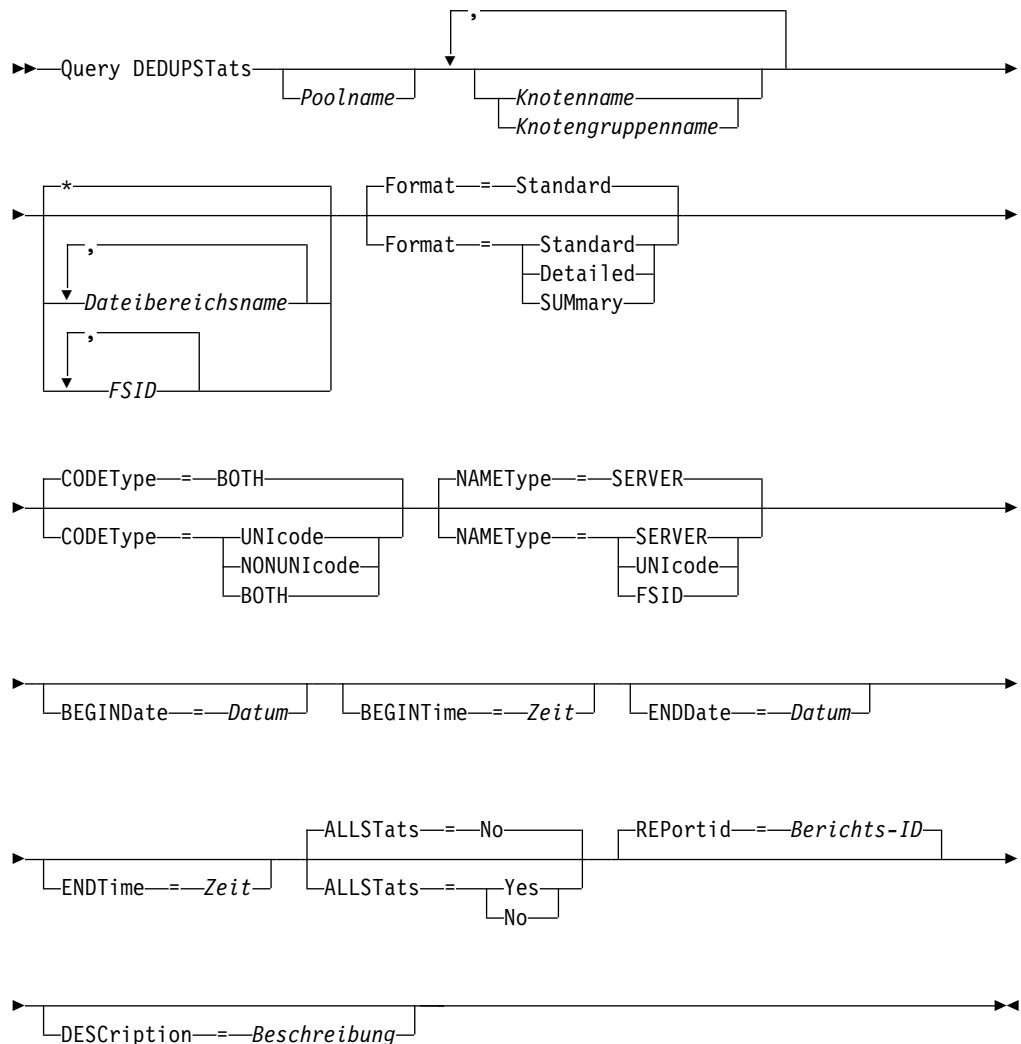 ,
Query DEDUPSTats
Poolname
Knotenname
Knotengruppenname
*
,
Dateibereichsname
,
FSID
Format = Standard
Format = Standard
Detailed
SUMmary
CODEType = BOTH
CODEType = UNIcode
NONUNIcode
BOTH
NAMEType = SERVER
NAMEType = SERVER
UNIcode
FSID
BEGINDate = Datum
BEGINTime = Zeit
ENDDate = Datum
ENDTime = Zeit
ALLSTats = No
ALLSTats = Yes
No
REPortid = Berichts-ID
DESCription = Beschreibung